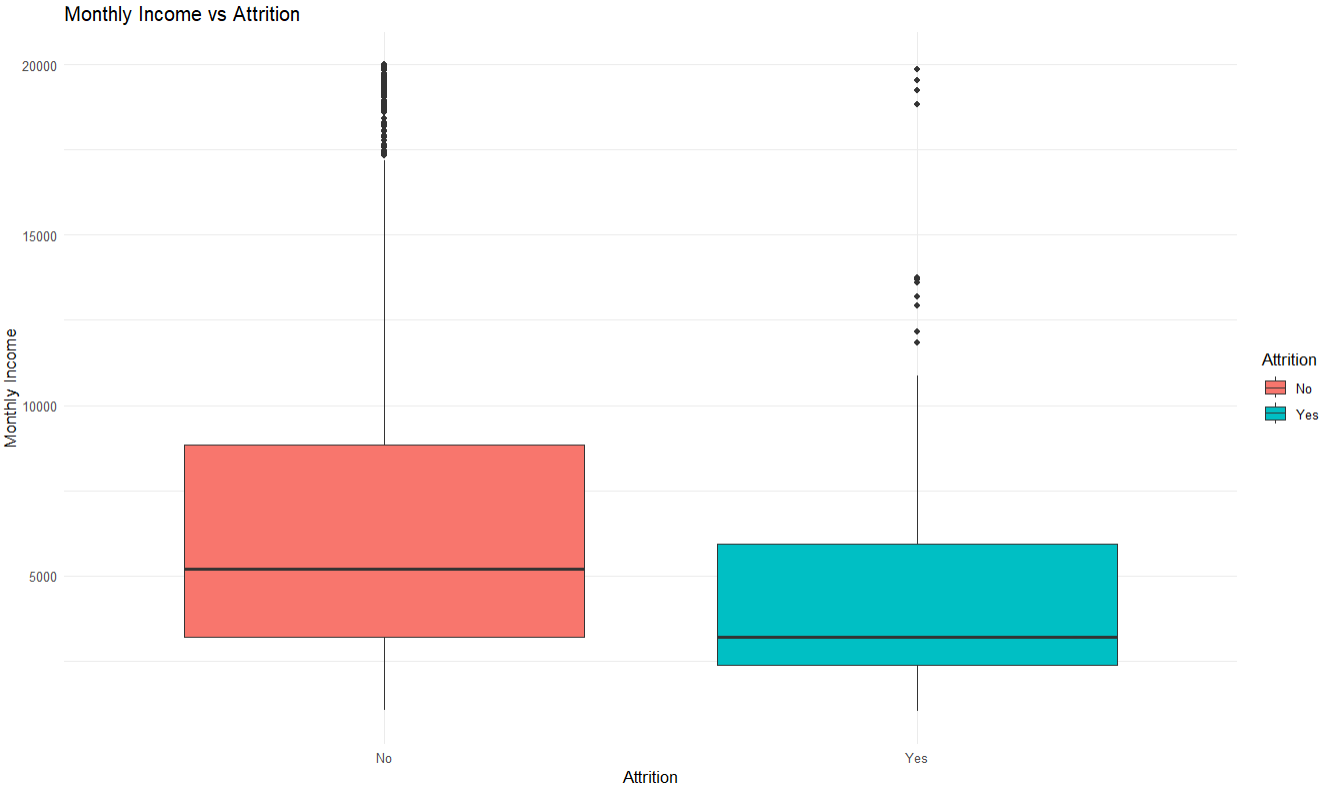 Monthly Income vs Attrition
20000
15000
10000
5000
Monthly Income
No
Yes
Attrition
Attrition
No
Yes